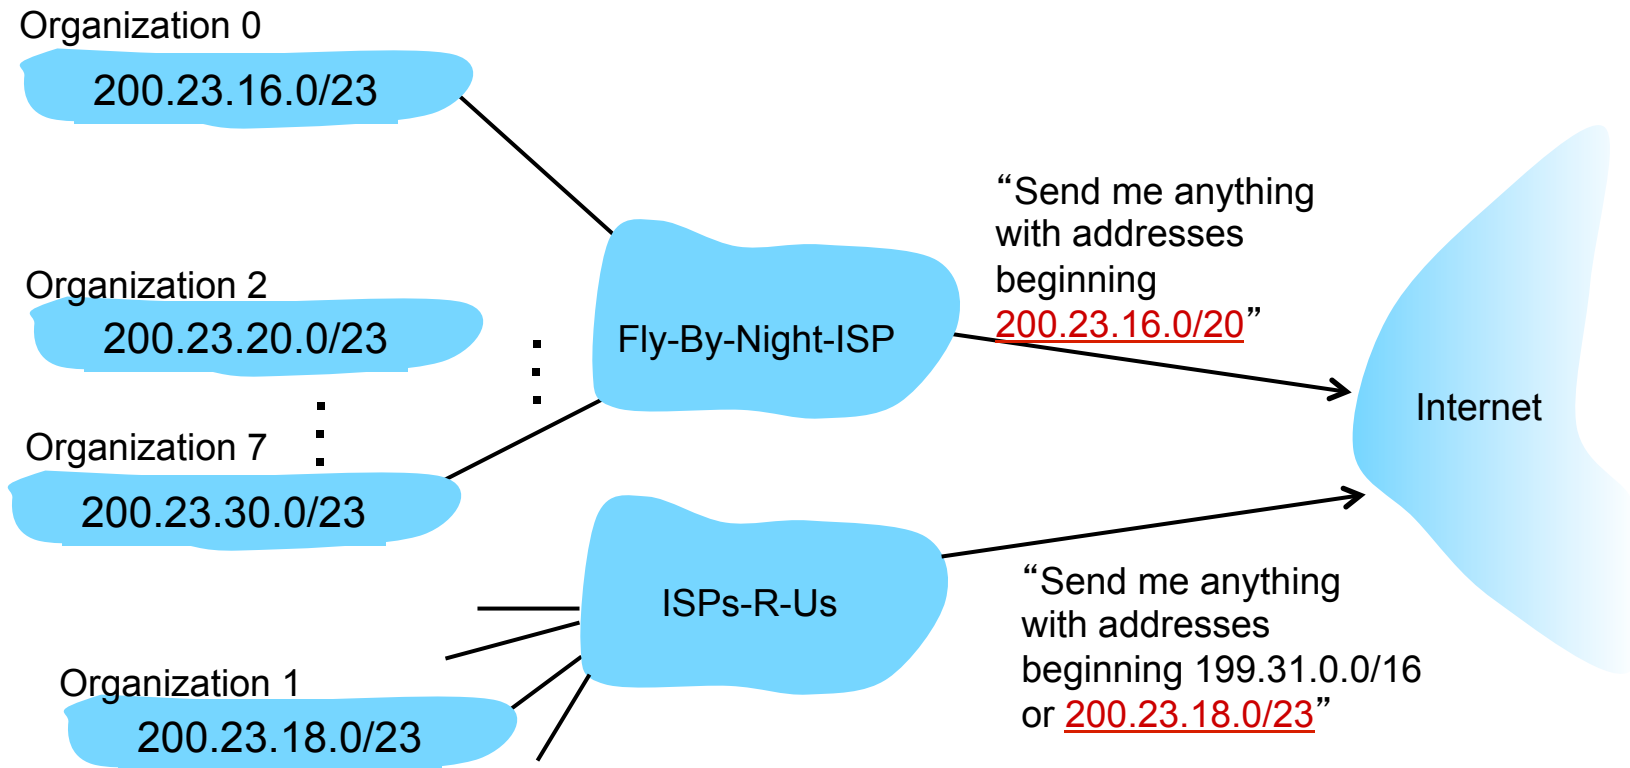 Organization 0
200.23.16.0/23
“Send me anything
with addresses
beginning
200.23.16.0/20”
Organization 2
200.23.20.0/23
Fly-By-Night-ISP
Internet
Organization 7
200.23.30.0/23
ISPs-R-Us
“Send me anything
with addresses
beginning 199.31.0.0/16
or 200.23.18.0/23”
Organization 1
200.23.18.0/23